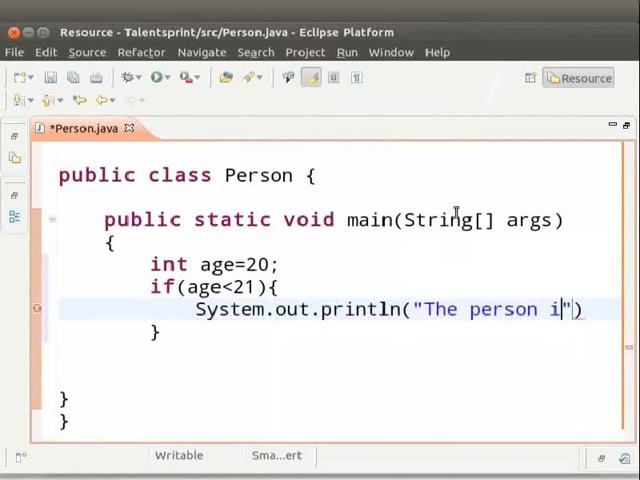 Resource - Talentsprint/src/Person.java - Eclipse Platform
File Edit Source Refactor Navigate Search Project Run Window Help
Resource
*Person.java
public class Person {
public static void main(String[] args)
{
int age=20;
if(age<21){
System.out.println("The person i")
}
}
}
Writable Sma...ert